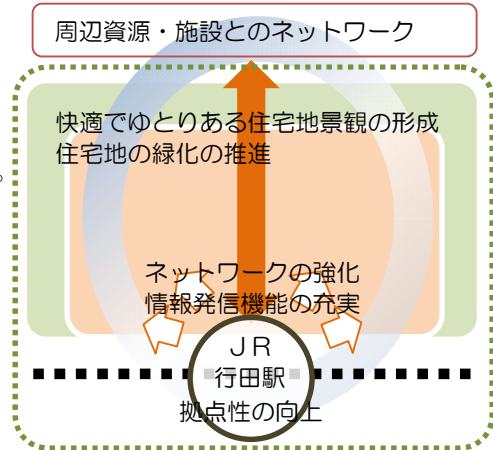 周辺資源・施設とのネットワーク
快適でゆとりある住宅地景観の形成
住宅地の緑化の推進
。
ネットワークの強化
情報発信機能の充実
ＪＲ
行田駅
拠点性の向上